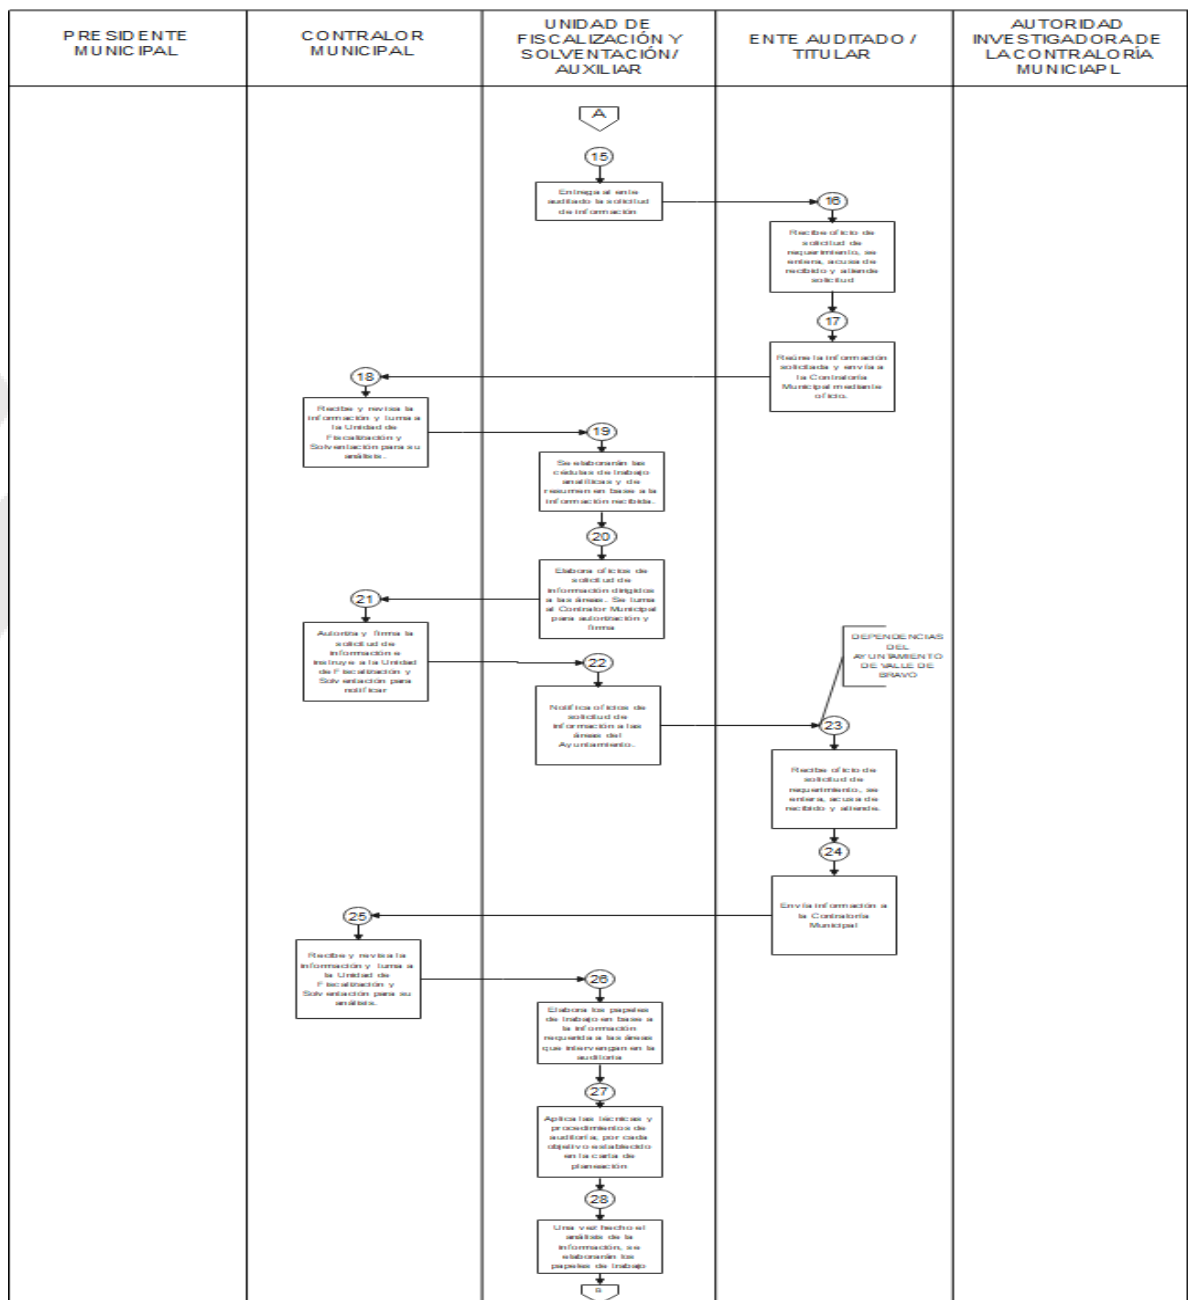 PRESIDENTE
MUNICIPAL
CONTRALOR
MUNICIPAL
UNIDAD DE
FISCALIZACIÓN Y
SOLVENTACIÓN/
AUXILIAR
ENTE AUDITADO /
TITULAR
AUTORIDAD
INVESTIGADORA DE
LA CONTRALORÍA
MUNICIAPL
A
15
Entrega al ente
auditado la solicitud
de información
16
Recibe oficio de
solicitud de
requerimiento, se
entera, acusa de
recibido y atiende
solicitud
17
Reúne la información
solicitada y envía a
la Contraloría
Municipal mediante
oficio.
18
Recibe y revisa la
información y turna a
la Unidad de
Fiscalización y
Solventación para su
análisis.
19
Se elaborarán las
cédulas de trabajo
analíticas y de
resumen en base a la
información recibida.
20
Elabora oficios de
solicitud de
información dirigidos
a las áreas. Se turna
al Contralor Municipal
para autorización y
firma
21
Autoriza y firma la
solicitud de
información e
instruye a la Unidad
de Fiscalización y
Solventación para
notificar
22
Notifica oficios de
solicitud de
información a las
áreas del
Ayuntamiento.
DEPENDENCIAS
DEL
AYUNTAMIENTO
DE VALLE DE
BRAVO
23
Recibe oficio de
solicitud de
requerimiento, se
entera, acusa de
recibido y atiende.
24
Envía información a
la Contraloría
Municipal
25
Recibe y revisa la
información y turna a
la Unidad de
Fiscalización y
Solventación para su
análisis.
26
Elabora los papeles
de trabajo en base a
la información
requerida a las áreas
que intervengan en la
auditoria
27
Aplica las técnicas y
procedimientos de
auditoría, por cada
objetivo establecido
en la carta de
planeación
28
Una vez hecho el
análisis de la
información, se
elaborarán los
papeles de trabajo
B